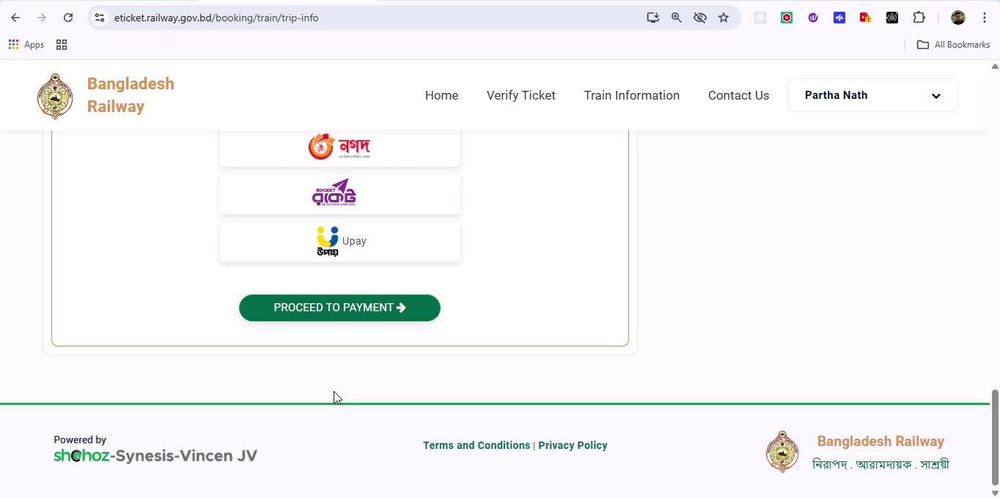 eticket.railway.gov.bd/booking/train/trip-info
Apps
All Bookmarks
Bangladesh
Railway
Home
Verify Ticket
Train Information
Contact Us
Partha Nath
নগদ
ROCKET
রকেট
উপায়
Upay
PROCEED TO PAYMENT
Powered by
shohoz-Synesis-Vincen JV
Terms and Conditions | Privacy Policy
Bangladesh Railway
নিরাপদ . আরামদায়ক . সাশ্রয়ী